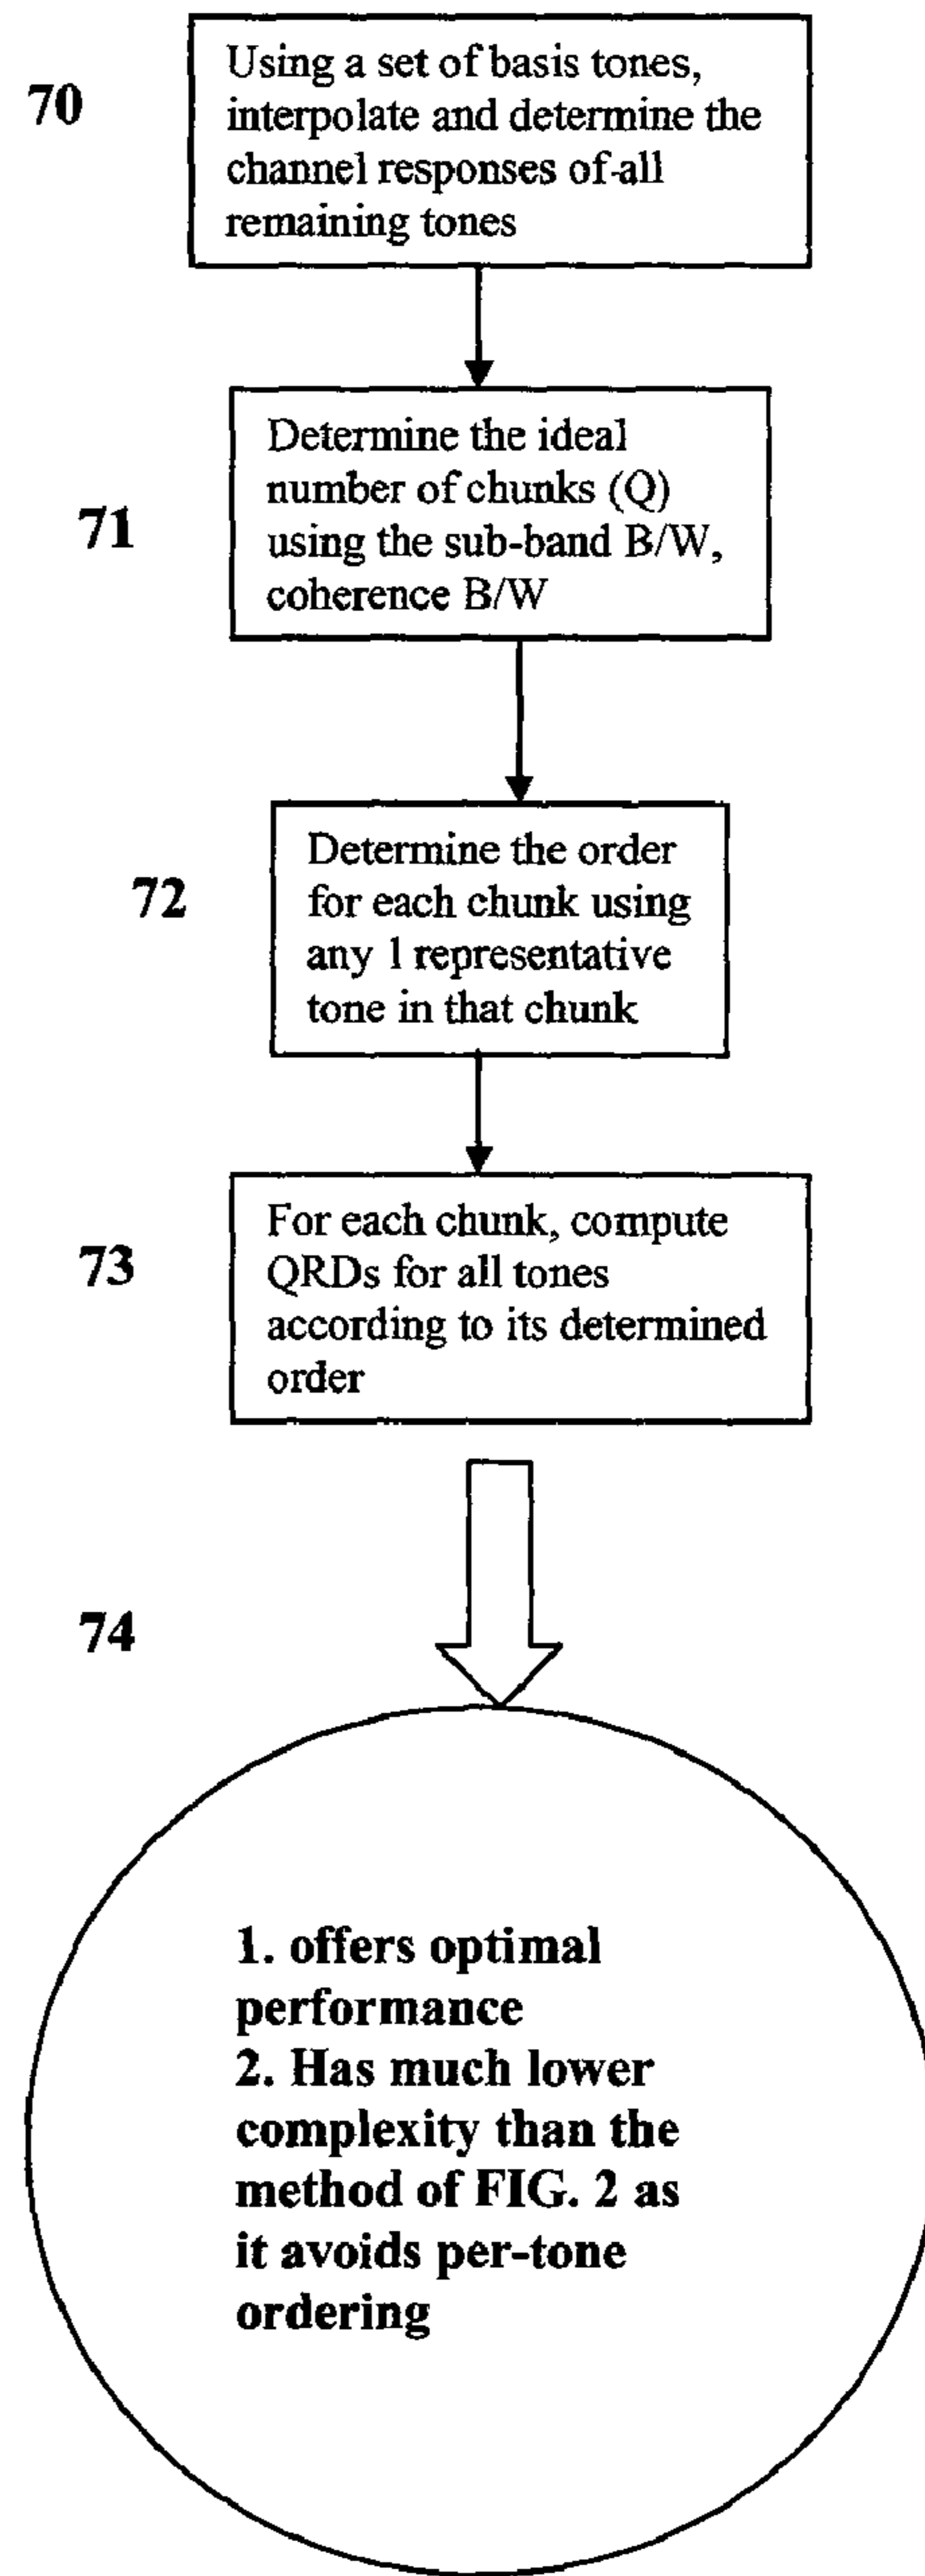 70
Using a set of basis tones,
interpolate and determine the
channel responses of-all
remaining tones
71
Determine the ideal
number of chunks (Q)
using the sub-band B/W,
coherence B/W
72
Determine the order
for each chunk using
any 1 representative
tone in that chunk
73
For each chunk, compute
QRDs for all tones
according to its determined
order
74
1. offers optimal
performance
2. Has much lower
complexity than the
method of FIG. 2 as
it avoids per-tone
ordering